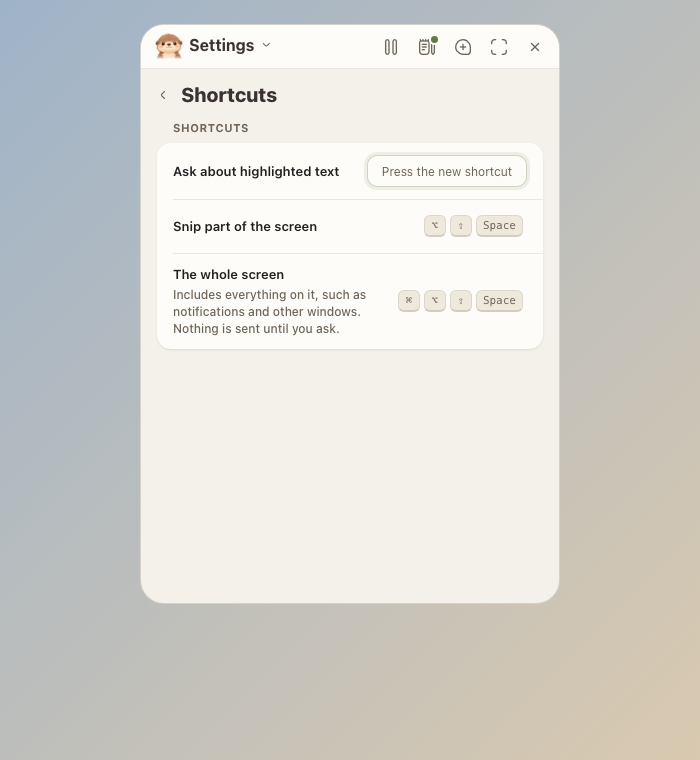 Settings
Shortcuts
SHORTCUTS
Ask about highlighted text
Press the new shortcut
Snip part of the screen
⌥ ⇧ Space
The whole screen
Includes everything on it, such as
notifications and other windows.
Nothing is sent until you ask.
⌘ ⌥ ⇧ Space